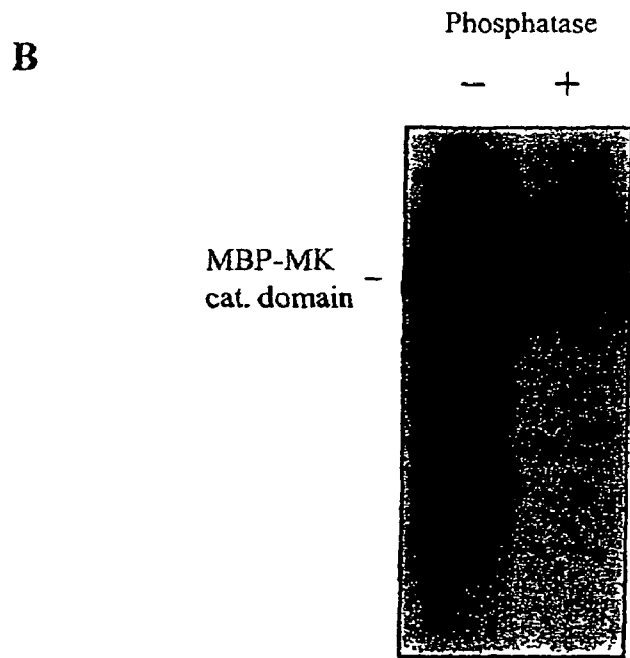 Phosphatase
B
- +
MBP-MK
cat. domain -